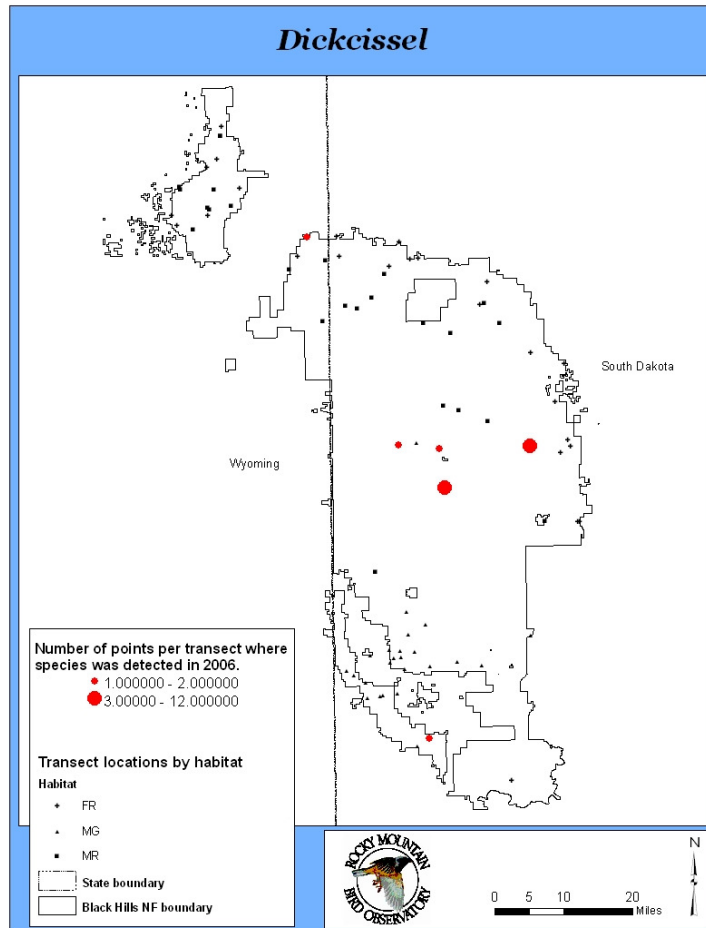 Dickcissel
South Dakota
Wyoming
Number of points per transect where
species was detected in 2006.
1.000000 - 2.000000
3.00000 - 12.000000
Transect locations by habitat
Habitat
FR
MG
MR
State boundary
Black Hills NF boundary
ROCKY MOUNTAIN
BIRD OBSERVATORY
N
0 5 10 20
Miles